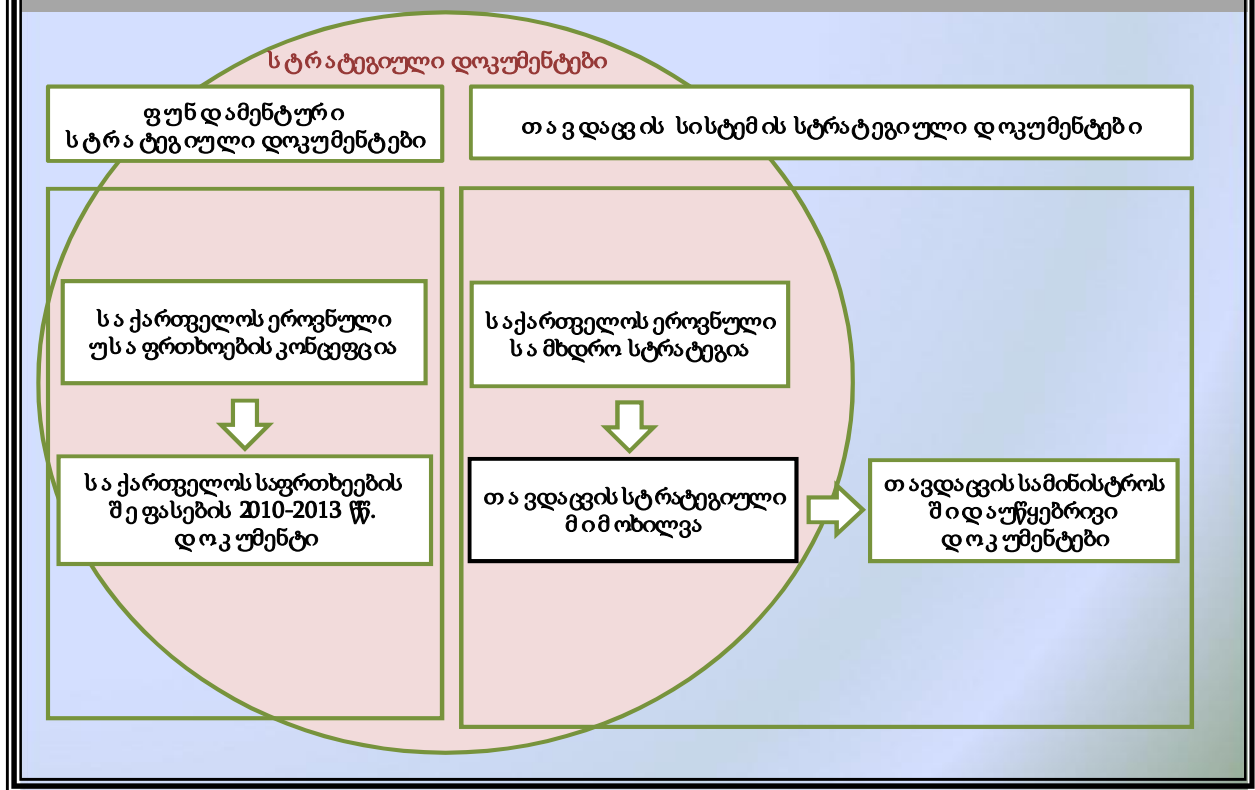 სტრატეგიული დოკუმენტები
ფუნდამენტური
სტრატეგიული დოკუმენტები
თავდაცვის სისტემის სტრატეგიული დოკუმენტები
საქართველოს ეროვნული
უსაფრთხოების კონცეფცია
საქართველოს ეროვნული
სამხდრო სტრატეგია
საქართველოს საფრთხეების
შეფასების 2010-2013 წწ.
დოკუმენტი
თავდაცვის სტრატეგიული
მიმოხილვა
თავდაცვის სამინისტროს
შიდაუწყებრივი
დოკუმენტები